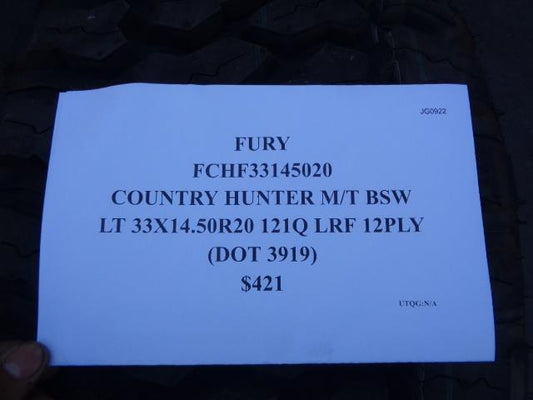 JG0922
FURY
FCHF33145020
COUNTRY HUNTER M/T BSW
LT 33X14.50R20 121Q LRF 12PLY
(DOT 3919)
$421
UTQG:N/A